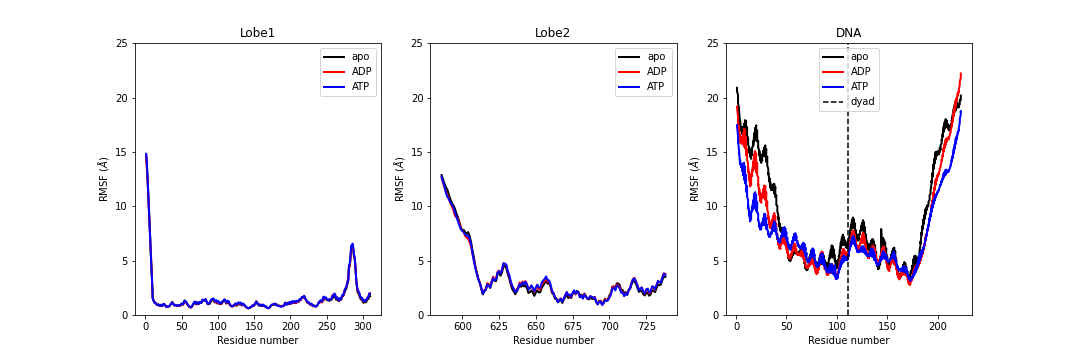 Lobe1
RMSF (Å)
25
20
15
10
5
0
apo
ADP
ATP
0 50 100 150 200 250 300
Residue number
Lobe2
RMSF (Å)
25
20
15
10
5
0
apo
ADP
ATP
600 625 650 675 700 725
Residue number
DNA
RMSF (Å)
25
20
15
10
5
0
apo
ADP
ATP
dyad
0 50 100 150 200
Residue number